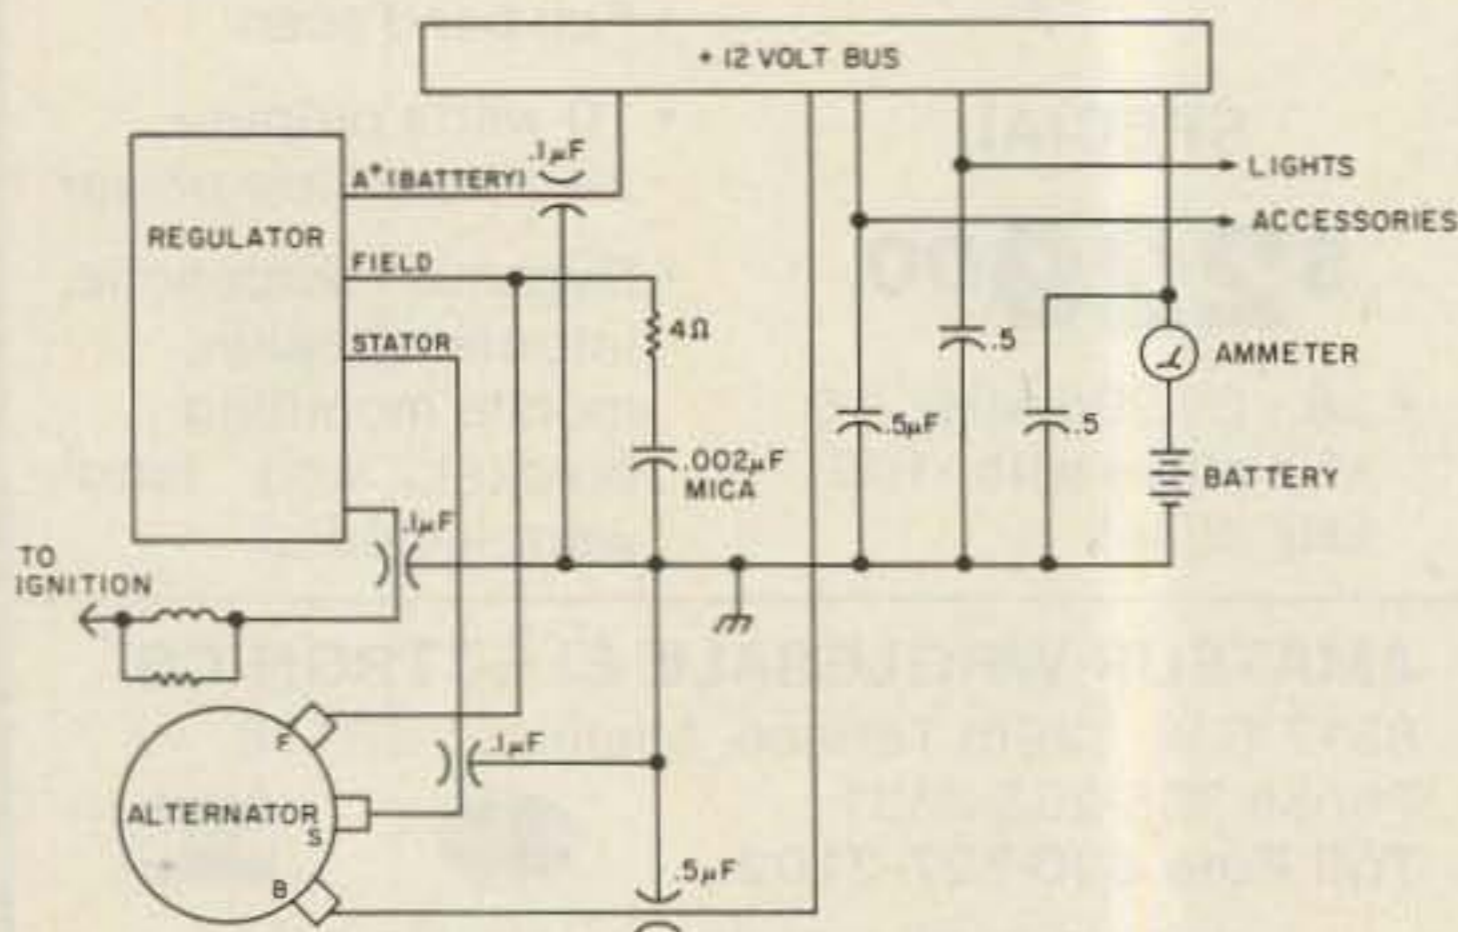 + 12 VOLT BUS
.1µF
A+ (BATTERY)
LIGHTS
ACCESSORIES
REGULATOR
FIELD
4Ω
STATOR
.5
AMMETER
.5µF
.5
.002µF
MICA
BATTERY
.1µF
TO
IGNITION
F
.1µF
ALTERNATOR
S
.5µF
B